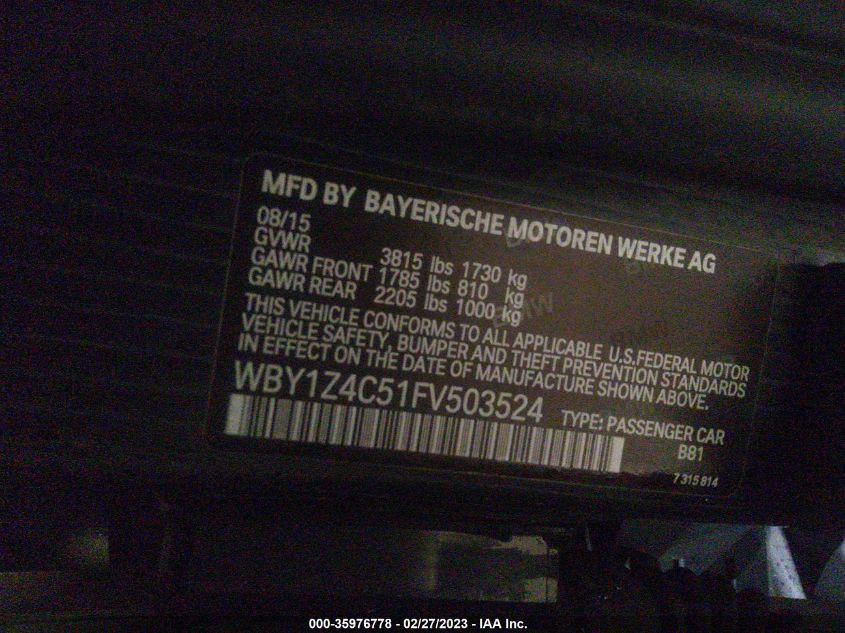 MFD BY BAYERISCHE MOTOREN WERKE AG
08/15
GVWR 3815 lbs 1730 kg
GAWR FRONT 1785 lbs 810 kg
GAWR REAR 2205 lbs 1000 kg
THIS VEHICLE CONFORMS TO ALL APPLICABLE U.S.FEDERAL MOTOR
VEHICLE SAFETY, BUMPER AND THEFT PREVENTION STANDARDS
IN EFFECT ON THE DATE OF MANUFACTURE SHOWN ABOVE.
WBY1Z4C51FV503524 TYPE: PASSENGER CAR
B81
7 315 814
BMW
000-35976778 - 02/27/2023 - IAA Inc.